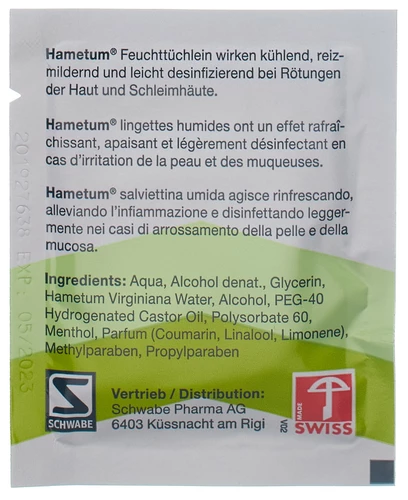 Hametum® Feuchttüchlein wirken kühlend, reiz-
mildernd und leicht desinfizierend bei Rötungen
der Haut und Schleimhäute.
Hametum® lingettes humides ont un effet rafraî-
chissant, apaisant et légèrement désinfectant en
cas d'irritation de la peau et des muqueuses.
Hametum® salviettina umida agisce rinfrescando,
alleviando l'infiammazione e disinfettando legger-
mente nei casi di arrossamento della pelle e della
mucosa.
Ingredients: Aqua, Alcohol denat., Glycerin,
Hametum Virginiana Water, Alcohol, PEG-40
Hydrogenated Castor Oil, Polysorbate 60,
Menthol, Parfum (Coumarin, Linalool, Limonene),
Methylparaben, Propylparaben
Vertrieb / Distribution:
Schwabe Pharma AG
6403 Küssnacht am Rigi
SCHWABE
MADE
SWISS
V02
EXP.: 05/2023